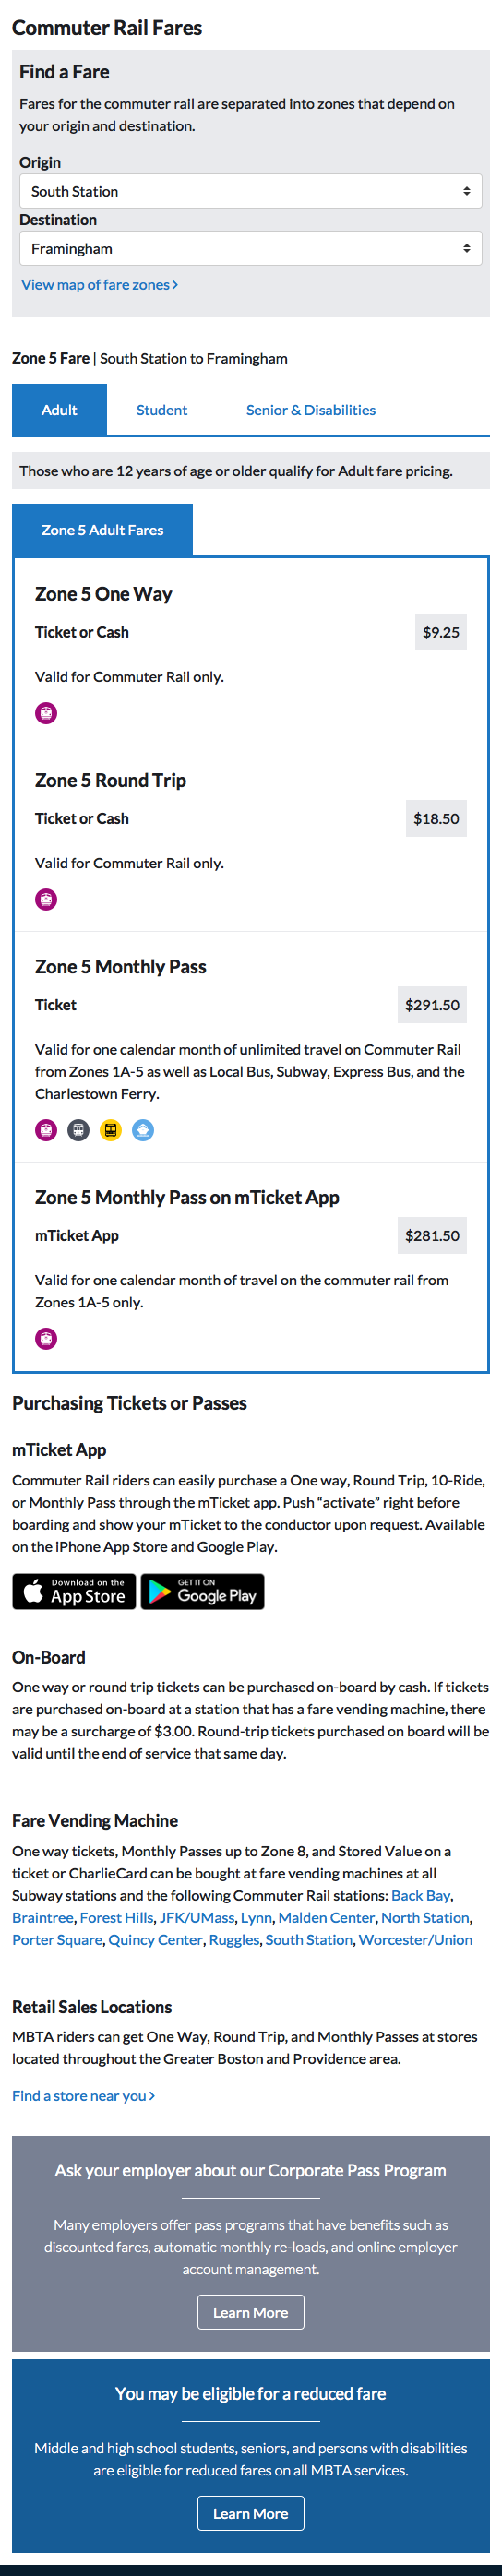 Commuter Rail Fares
Find a Fare
Fares for the commuter rail are separated into zones that depend on
your origin and destination.
Origin
South Station
Destination
Framingham
View map of fare zones >
Zone 5 Fare | South Station to Framingham
Adult Student Senior & Disabilities
Those who are 12 years of age or older qualify for Adult fare pricing.
Zone 5 Adult Fares
Zone 5 One Way
Ticket or Cash $9.25
Valid for Commuter Rail only.
Zone 5 Round Trip
Ticket or Cash $18.50
Valid for Commuter Rail only.
Zone 5 Monthly Pass
Ticket $291.50
Valid for one calendar month of unlimited travel on Commuter Rail
from Zones 1A-5 as well as Local Bus, Subway, Express Bus, and the
Charlestown Ferry.
Zone 5 Monthly Pass on mTicket App
mTicket App $281.50
Valid for one calendar month of travel on the commuter rail from
Zones 1A-5 only.
Purchasing Tickets or Passes
mTicket App
Commuter Rail riders can easily purchase a One way, Round Trip, 10-Ride,
or Monthly Pass through the mTicket app. Push “activate” right before
boarding and show your mTicket to the conductor upon request. Available
on the iPhone App Store and Google Play.
Download on the
App Store
GET IT ON
Google Play
On-Board
One way or round trip tickets can be purchased on-board by cash. If tickets
are purchased on-board at a station that has a fare vending machine, there
may be a surcharge of $3.00. Round-trip tickets purchased on board will be
valid until the end of service that same day.
Fare Vending Machine
One way tickets, Monthly Passes up to Zone 8, and Stored Value on a
ticket or CharlieCard can be bought at fare vending machines at all
Subway stations and the following Commuter Rail stations: Back Bay,
Braintree, Forest Hills, JFK/UMass, Lynn, Malden Center, North Station,
Porter Square, Quincy Center, Ruggles, South Station, Worcester/Union
Retail Sales Locations
MBTA riders can get One Way, Round Trip, and Monthly Passes at stores
located throughout the Greater Boston and Providence area.
Find a store near you >
Ask your employer about our Corporate Pass Program
Many employers offer pass programs that have benefits such as
discounted fares, automatic monthly re-loads, and online employer
account management.
Learn More
You may be eligible for a reduced fare
Middle and high school students, seniors, and persons with disabilities
are eligible for reduced fares on all MBTA services.
Learn More